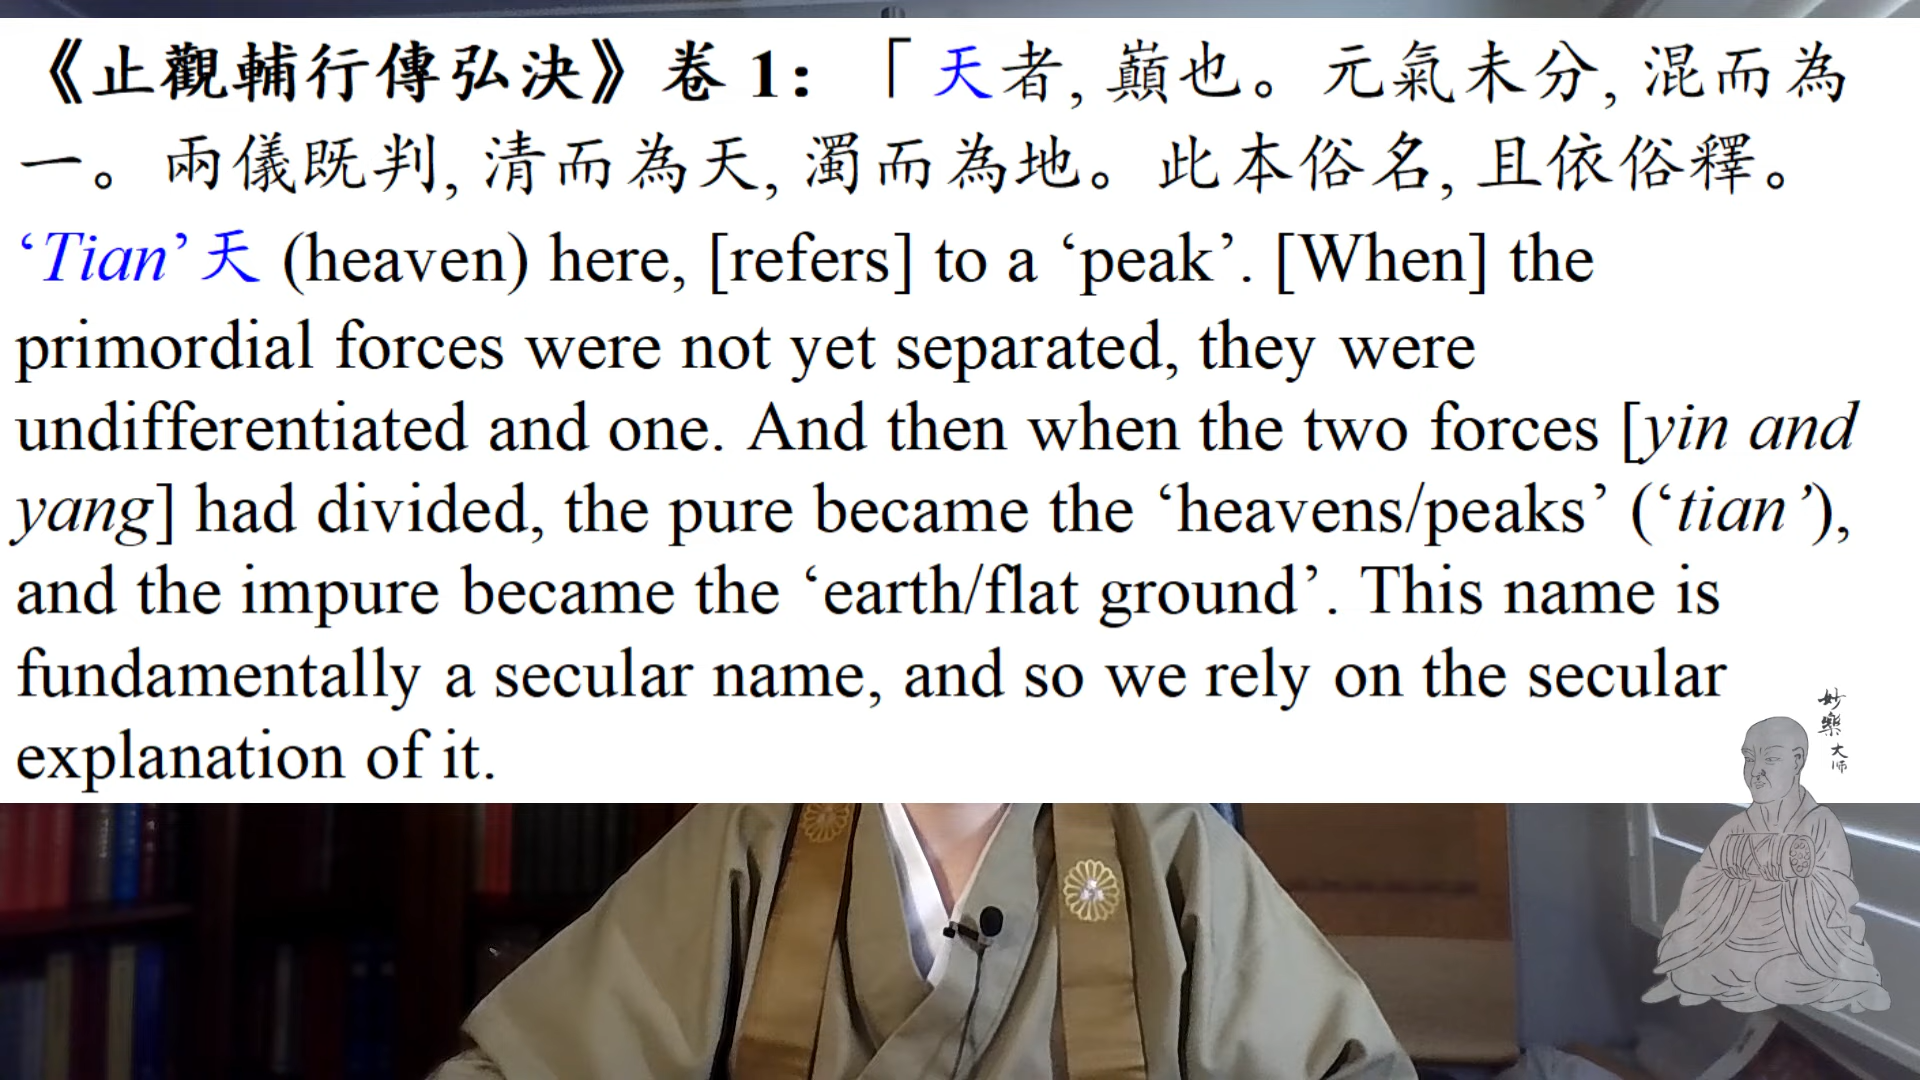 《止觀輔行傳弘決》卷 1：「天者, 巔也。元氣未分, 混而為
一。兩儀既判, 清而為天, 濁而為地。此本俗名, 且依俗釋。
‘Tian’天 (heaven) here, [refers] to a ‘peak’. [When] the
primordial forces were not yet separated, they were
undifferentiated and one. And then when the two forces [yin and
yang] had divided, the pure became the ‘heavens/peaks’ (‘tian’),
and the impure became the ‘earth/flat ground’. This name is
fundamentally a secular name, and so we rely on the secular
explanation of it.
妙樂大师